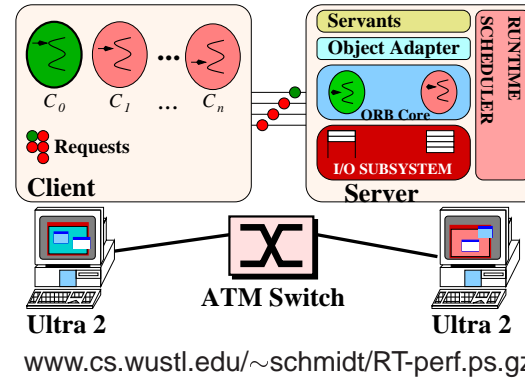 C0 C1 ... Cn
Requests
Client
Servants
Object Adapter
ORB Core
I/O SUBSYSTEM
RUNTIME
SCHEDULER
Server
Ultra 2
ATM Switch
Ultra 2
www.cs.wustl.edu/~schmidt/RT-perf.ps.gz